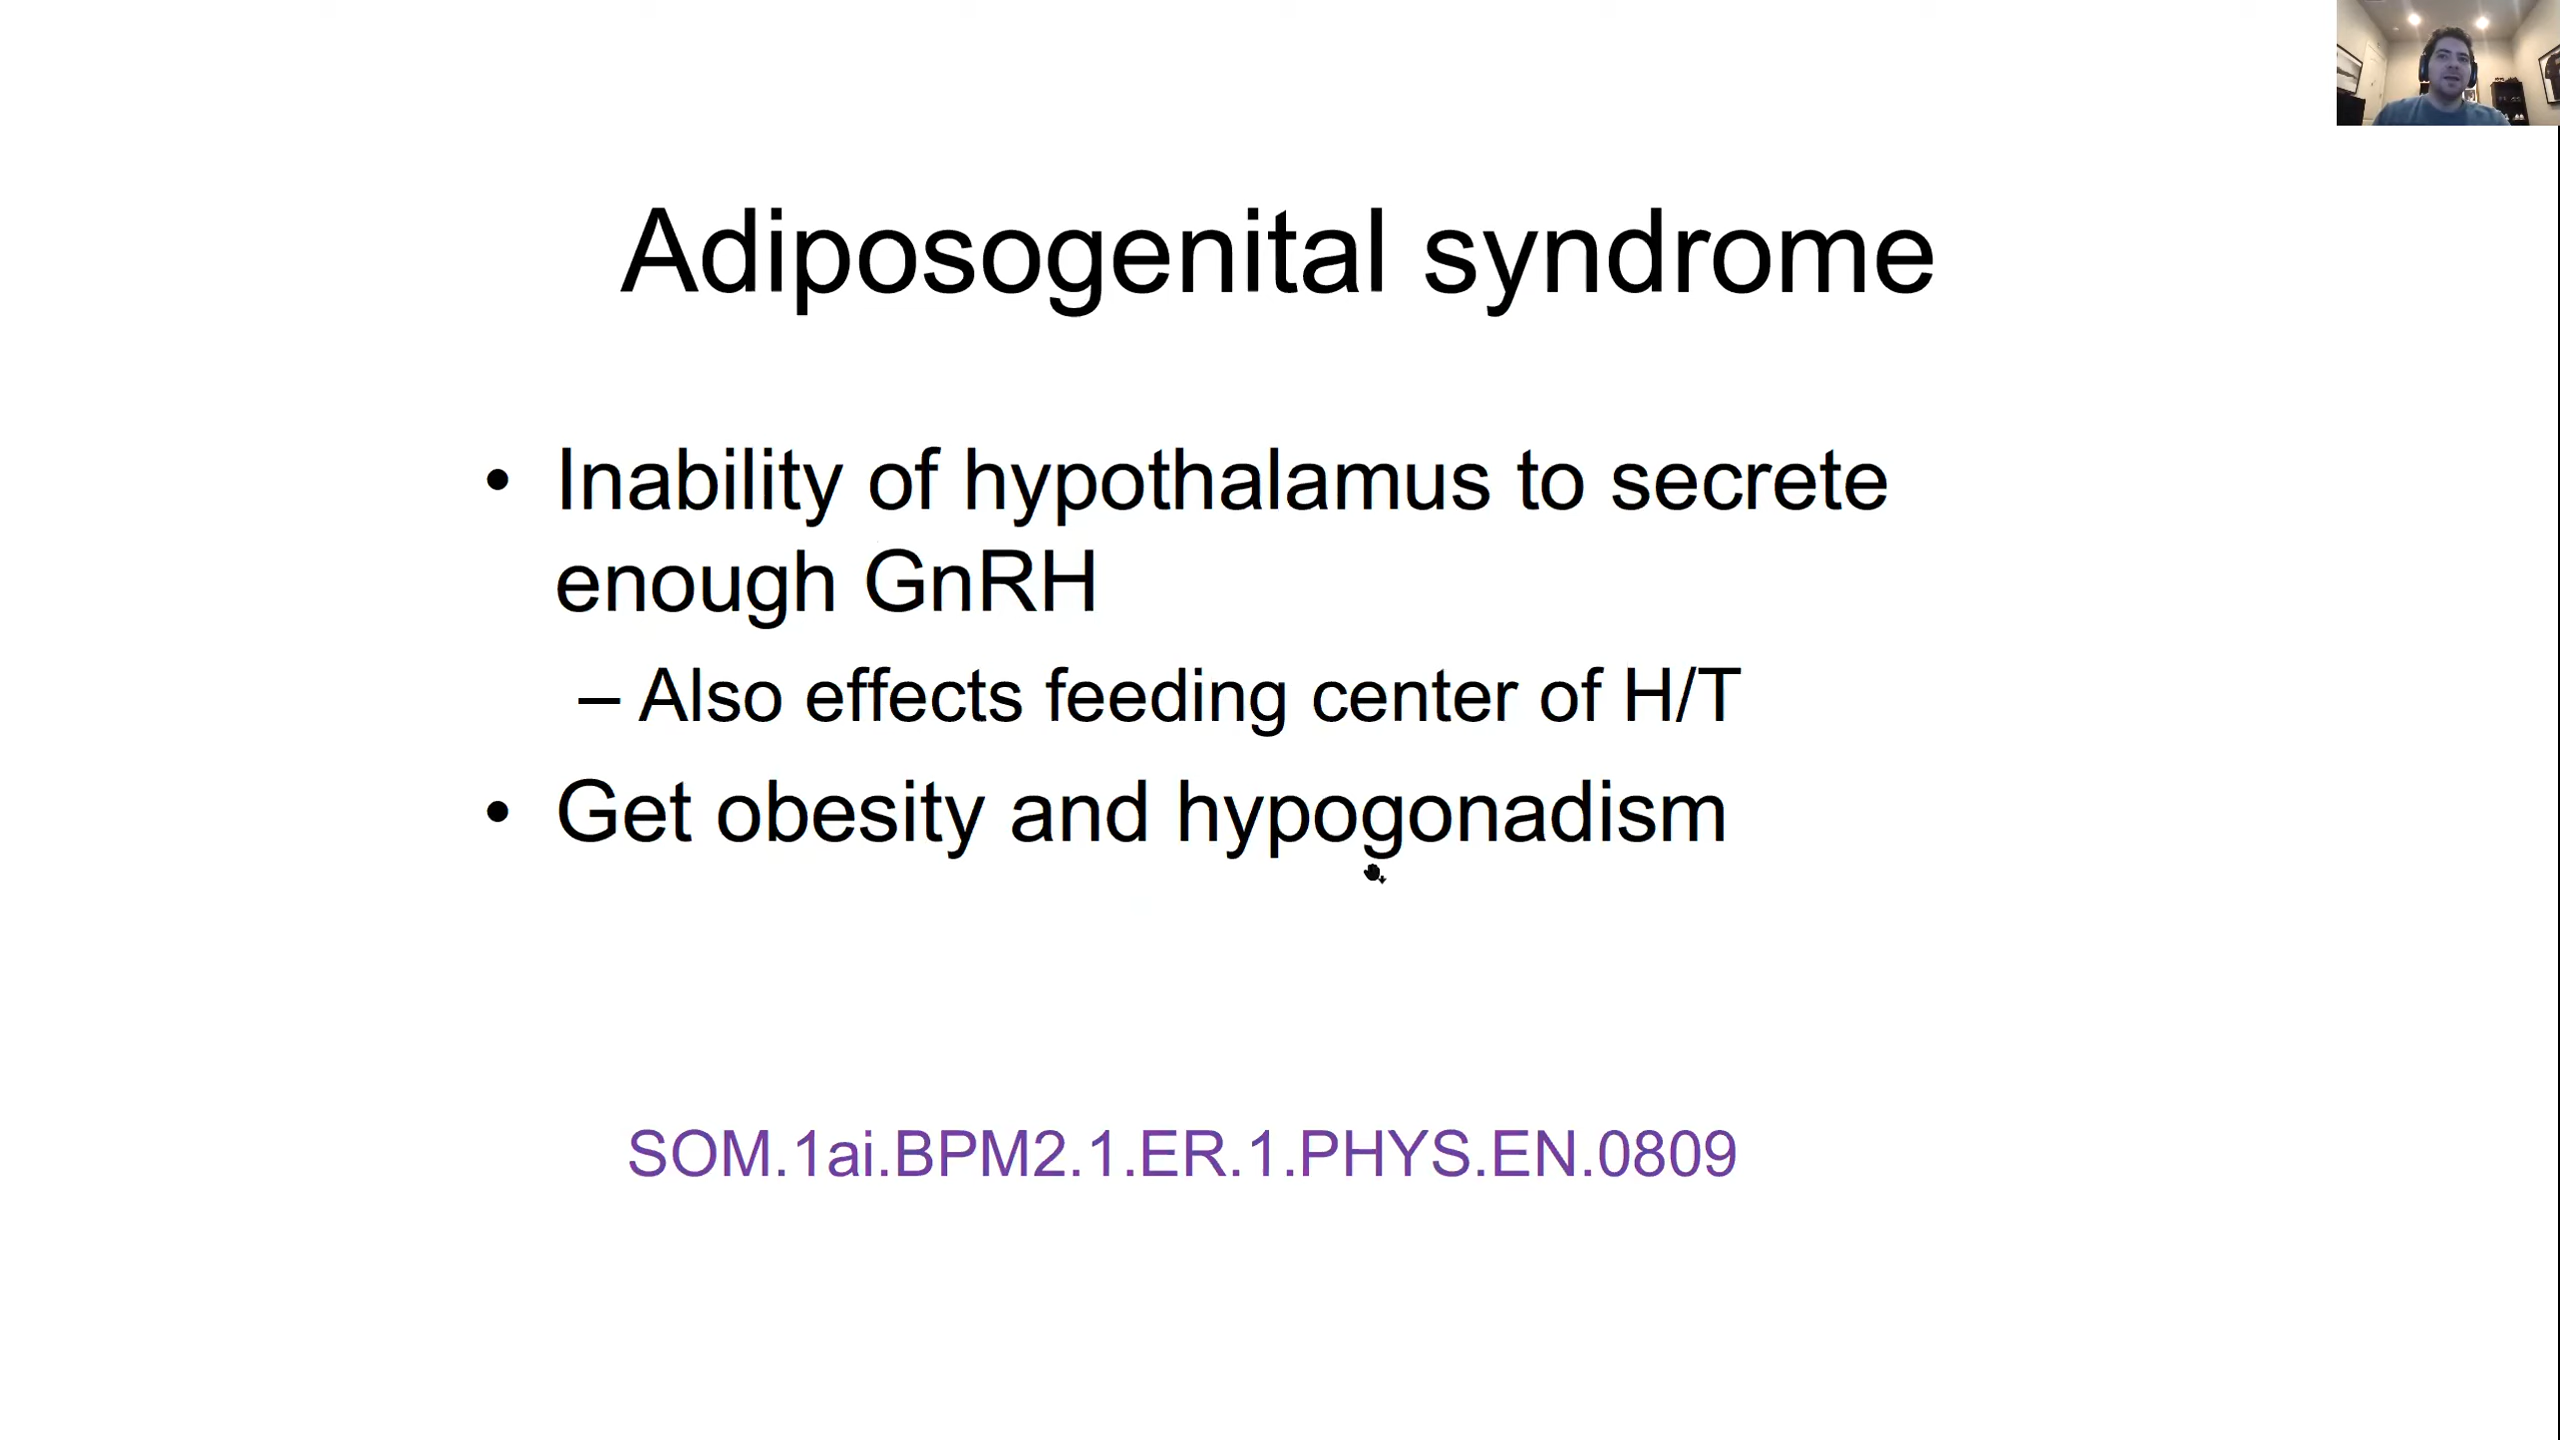 Adiposogenital syndrome
• Inability of hypothalamus to secrete
enough GnRH
– Also effects feeding center of H/T
• Get obesity and hypogonadism
SOM.1ai.BPM2.1.ER.1.PHYS.EN.0809